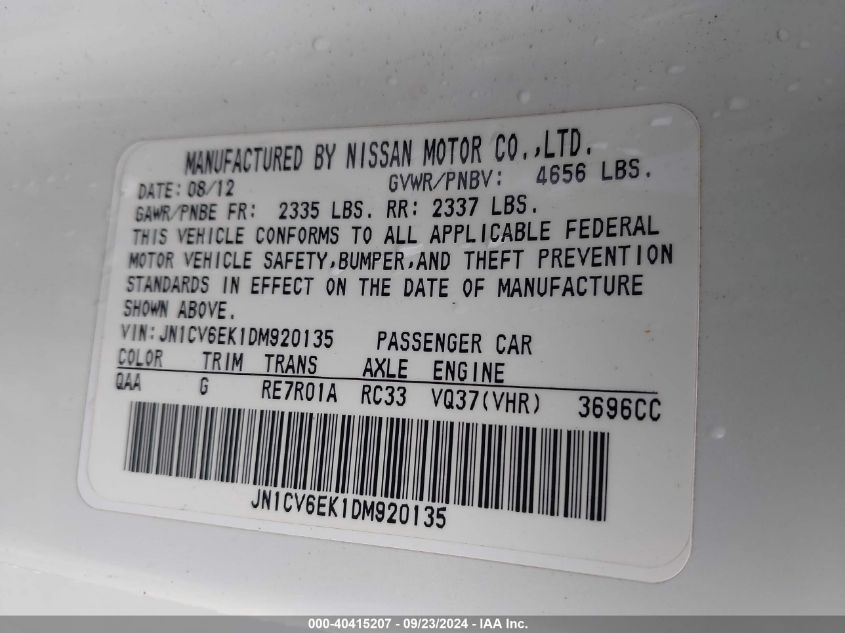 MANUFACTURED BY NISSAN MOTOR CO.,LTD.
DATE: 08/12 GVWR/PNBV: 4656 LBS.
GAWR/PNBE FR: 2335 LBS. RR: 2337 LBS.
THIS VEHICLE CONFORMS TO ALL APPLICABLE FEDERAL
MOTOR VEHICLE SAFETY,BUMPER,AND THEFT PREVENTION
STANDARDS IN EFFECT ON THE DATE OF MANUFACTURE
SHOWN ABOVE.
VIN:JN1CV6EK1DM920135 PASSENGER CAR
COLOR TRIM TRANS AXLE ENGINE
QAA G RE7R01A RC33 VQ37(VHR) 3696CC
JN1CV6EK1DM920135
000-40415207 - 09/23/2024 - IAA Inc.